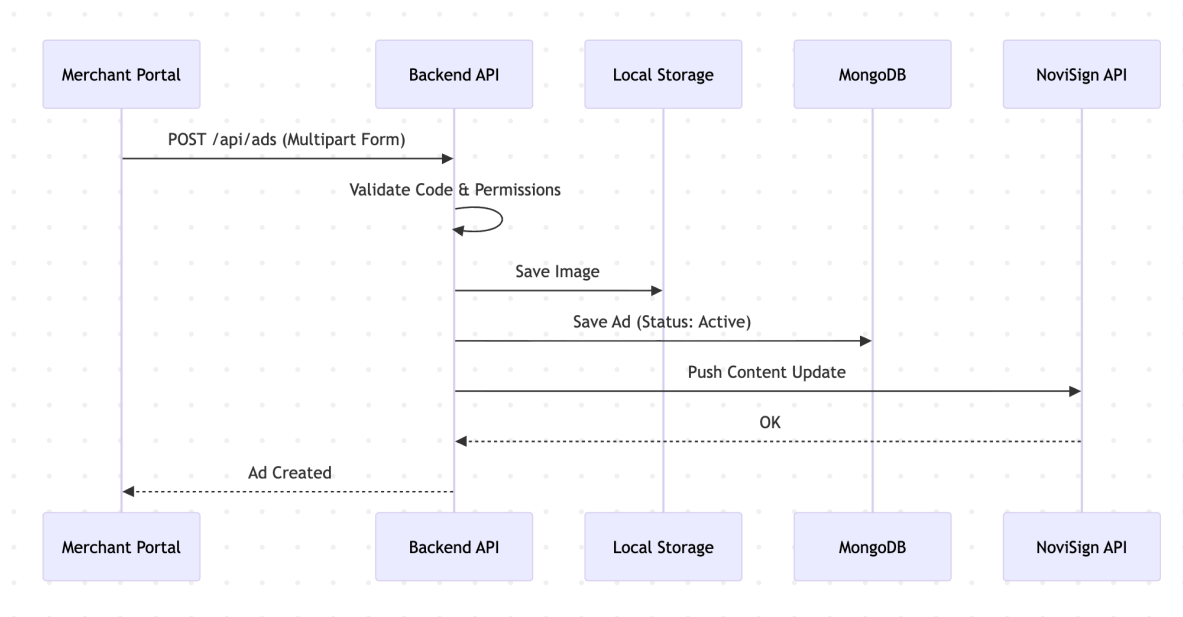 Merchant Portal
Backend API
Local Storage
MongoDB
NoviSign API
POST /api/ads (Multipart Form)
Validate Code & Permissions
Save Image
Save Ad (Status: Active)
Push Content Update
OK
Ad Created
Merchant Portal
Backend API
Local Storage
MongoDB
NoviSign API